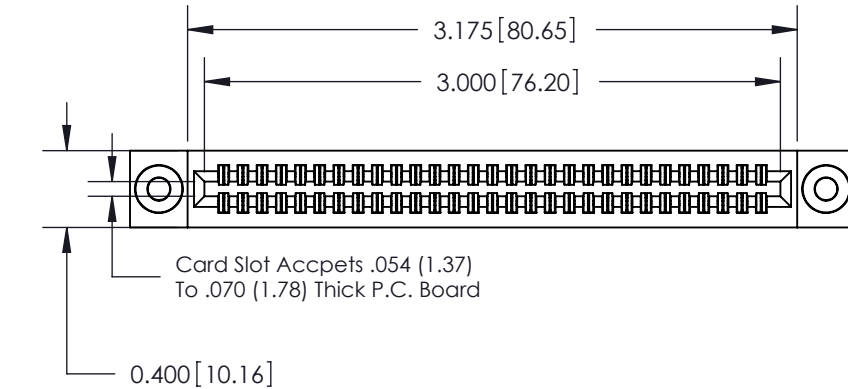 3.175[80.65]
3.000[76.20]
Card Slot Accpets .054 (1.37)
To .070 (1.78) Thick P.C. Board
0.400[10.16]